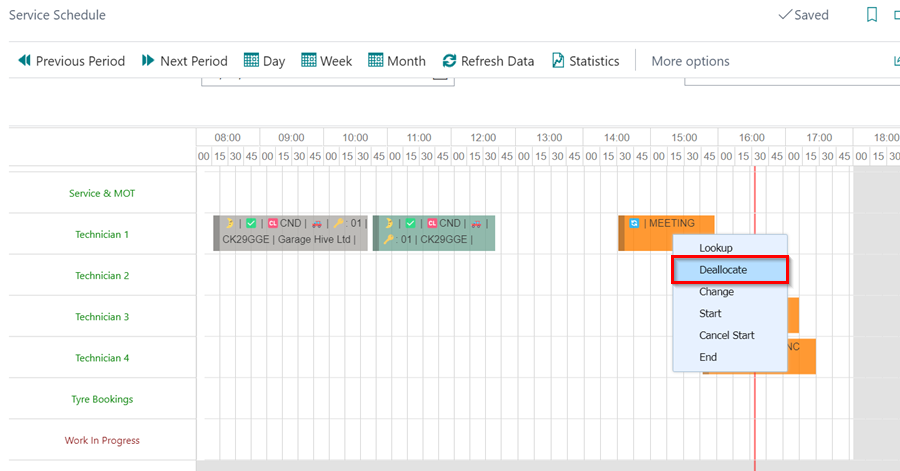 Service Schedule
Saved
Previous Period Next Period Day Week Month Refresh Data Statistics More options
08:00 09:00 10:00 11:00 12:00 13:00 14:00 15:00 16:00 17:00 18:00
00 15 30 45 00 15 30 45 00 15 30 45 00 15 30 45 00 15 30 45 00 15 30 45 00 15 30 45 00 15 30 45 00 15 30 45 00 15 30 45 00 15 30
Service & MOT
Technician 1
| ✅ | CL CND | | : 01 |
CK29GGE | Garage Hive Ltd |
| ✅ | CL CND | |
: 01 | CK29GGE |
| MEETING
Lookup
Deallocate
Change
Start
Cancel Start
End
Technician 2
Technician 3
Technician 4
NC
Tyre Bookings
Work In Progress